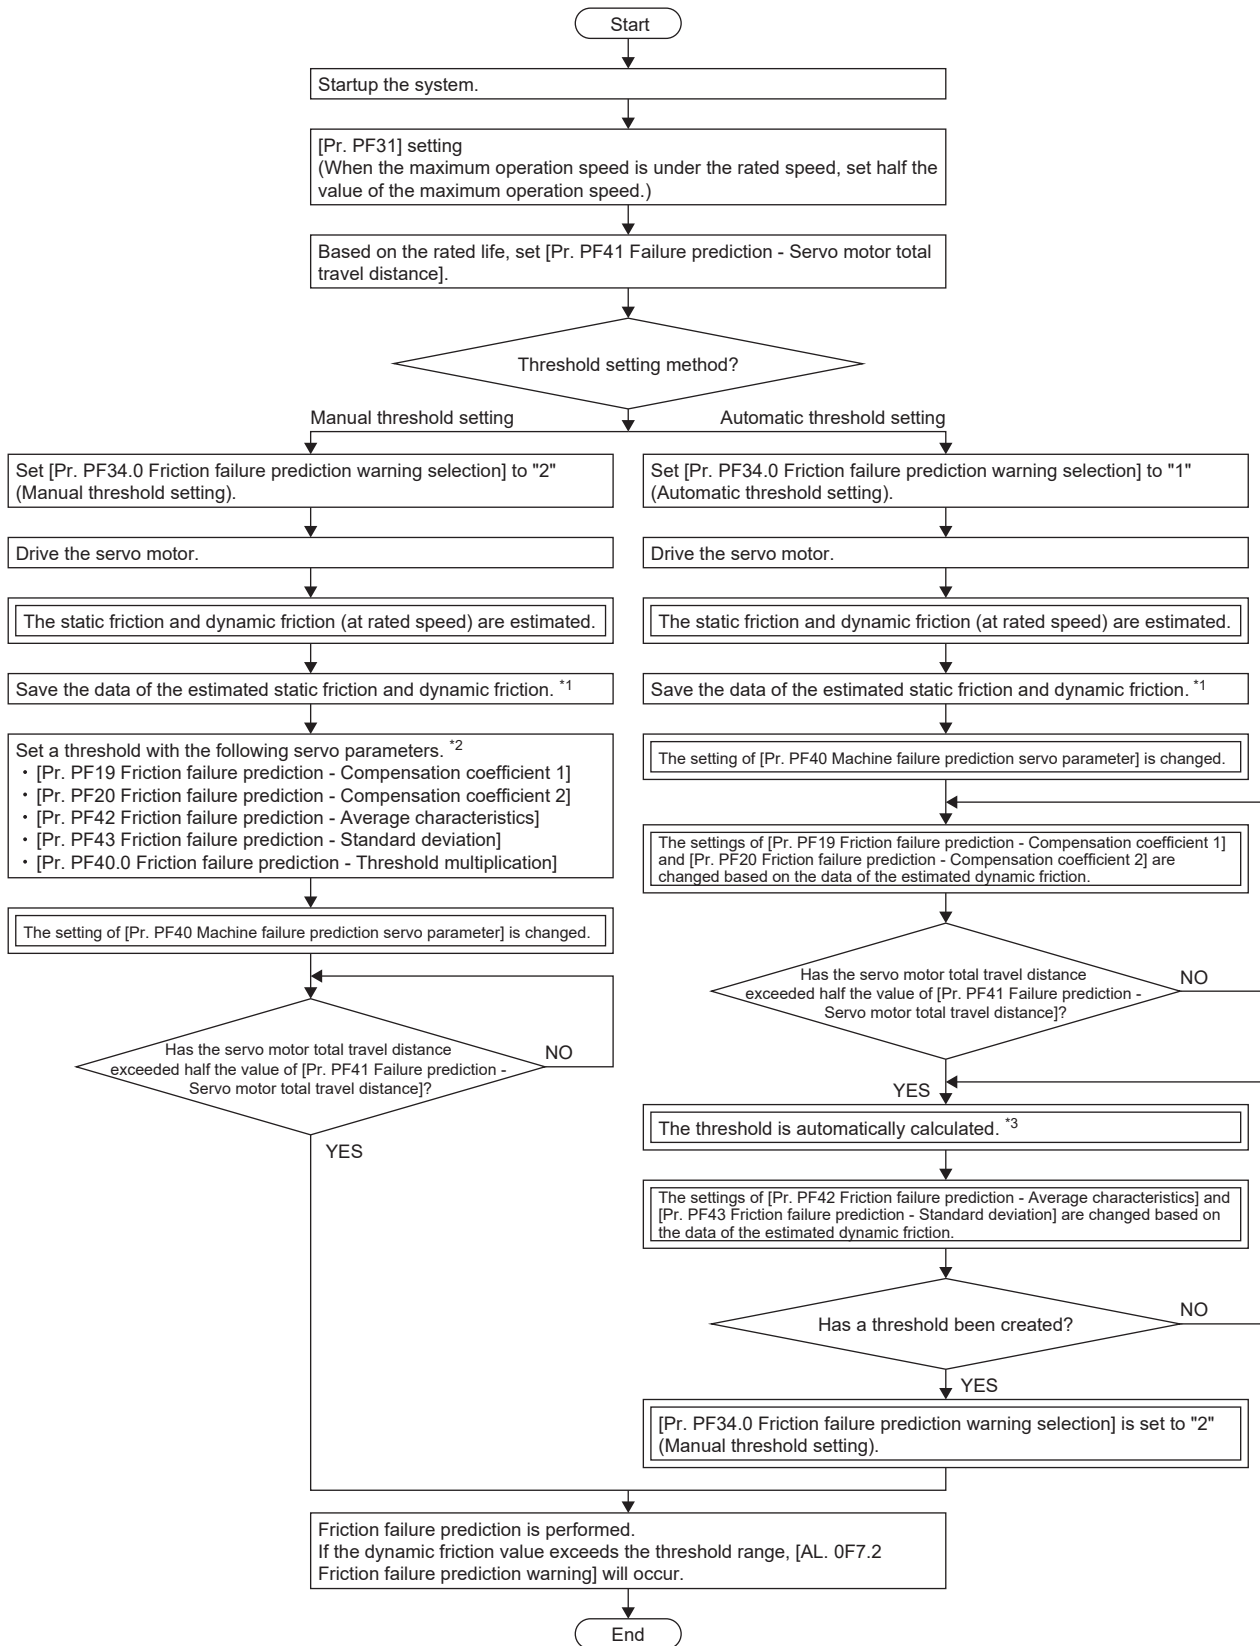 Start
Startup the system.
[Pr. PF31] setting
(When the maximum operation speed is under the rated speed, set half the
value of the maximum operation speed.)
Based on the rated life, set [Pr. PF41 Failure prediction - Servo motor total
travel distance].
Threshold setting method?
Manual threshold setting
Automatic threshold setting
Set [Pr. PF34.0 Friction failure prediction warning selection] to "2"
(Manual threshold setting).
Drive the servo motor.
The static friction and dynamic friction (at rated speed) are estimated.
Save the data of the estimated static friction and dynamic friction. *1
Set a threshold with the following servo parameters. *2
・[Pr. PF19 Friction failure prediction - Compensation coefficient 1]
・[Pr. PF20 Friction failure prediction - Compensation coefficient 2]
・[Pr. PF42 Friction failure prediction - Average characteristics]
・[Pr. PF43 Friction failure prediction - Standard deviation]
・[Pr. PF40.0 Friction failure prediction - Threshold multiplication]
The setting of [Pr. PF40 Machine failure prediction servo parameter] is changed.
Has the servo motor total travel distance
exceeded half the value of [Pr. PF41 Failure prediction -
Servo motor total travel distance]?
NO
YES
Set [Pr. PF34.0 Friction failure prediction warning selection] to "1"
(Automatic threshold setting).
Drive the servo motor.
The static friction and dynamic friction (at rated speed) are estimated.
Save the data of the estimated static friction and dynamic friction. *1
The setting of [Pr. PF40 Machine failure prediction servo parameter] is changed.
The settings of [Pr. PF19 Friction failure prediction - Compensation coefficient 1]
and [Pr. PF20 Friction failure prediction - Compensation coefficient 2] are
changed based on the data of the estimated dynamic friction.
Has the servo motor total travel distance
exceeded half the value of [Pr. PF41 Failure prediction -
Servo motor total travel distance]?
NO
YES
The threshold is automatically calculated. *3
The settings of [Pr. PF42 Friction failure prediction - Average characteristics] and
[Pr. PF43 Friction failure prediction - Standard deviation] are changed based on
the data of the estimated dynamic friction.
Has a threshold been created?
NO
YES
[Pr. PF34.0 Friction failure prediction warning selection] is set to "2"
(Manual threshold setting).
Friction failure prediction is performed.
If the dynamic friction value exceeds the threshold range, [AL. 0F7.2
Friction failure prediction warning] will occur.
End